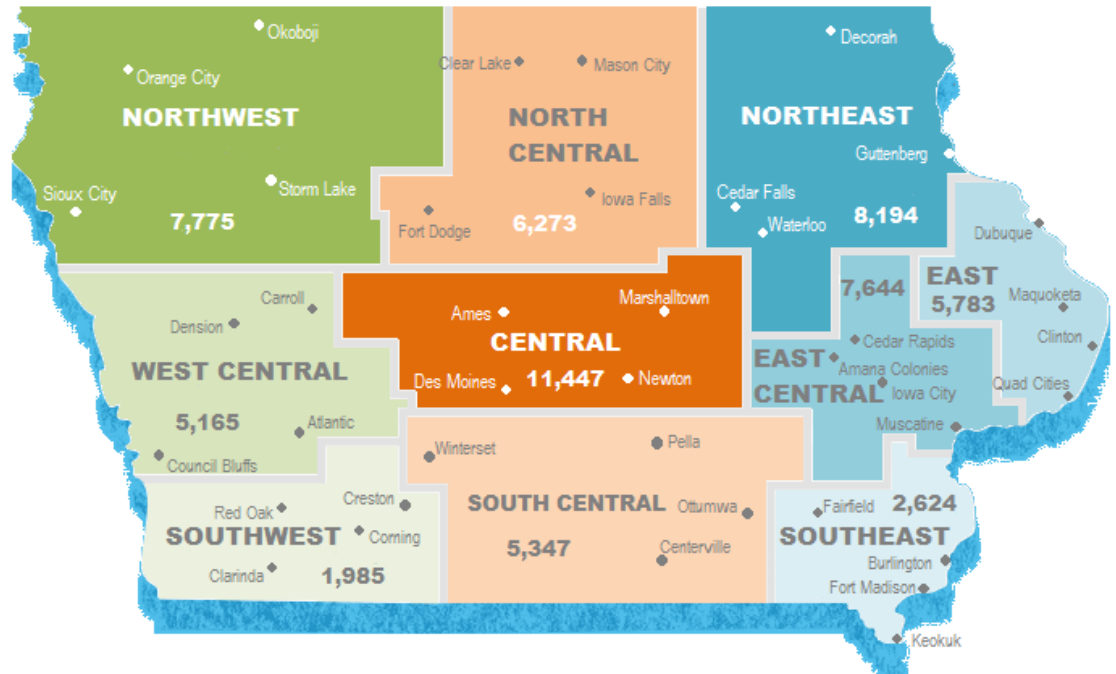 Okoboji
Orange City
NORTHWEST
Sioux City
Storm Lake
7,775
Clear Lake
Mason City
NORTH
CENTRAL
Iowa Falls
Fort Dodge
6,273
Decorah
NORTHEAST
Guttenberg
Cedar Falls
Waterloo
8,194
Carroll
Dension
WEST CENTRAL
5,165
Atlantic
Council Bluffs
Ames
Marshalltown
CENTRAL
Des Moines
11,447
Newton
7,644
Cedar Rapids
EAST
Amana Colonies
CENTRAL
Iowa City
Muscatine
Dubuque
EAST
5,783
Maquoketa
Clinton
Quad Cities
Red Oak
Creston
SOUTHWEST
Corning
Clarinda
1,985
Winterset
Pella
SOUTH CENTRAL
Ottumwa
5,347
Centerville
Fairfield
2,624
SOUTHEAST
Burlington
Fort Madison
Keokuk